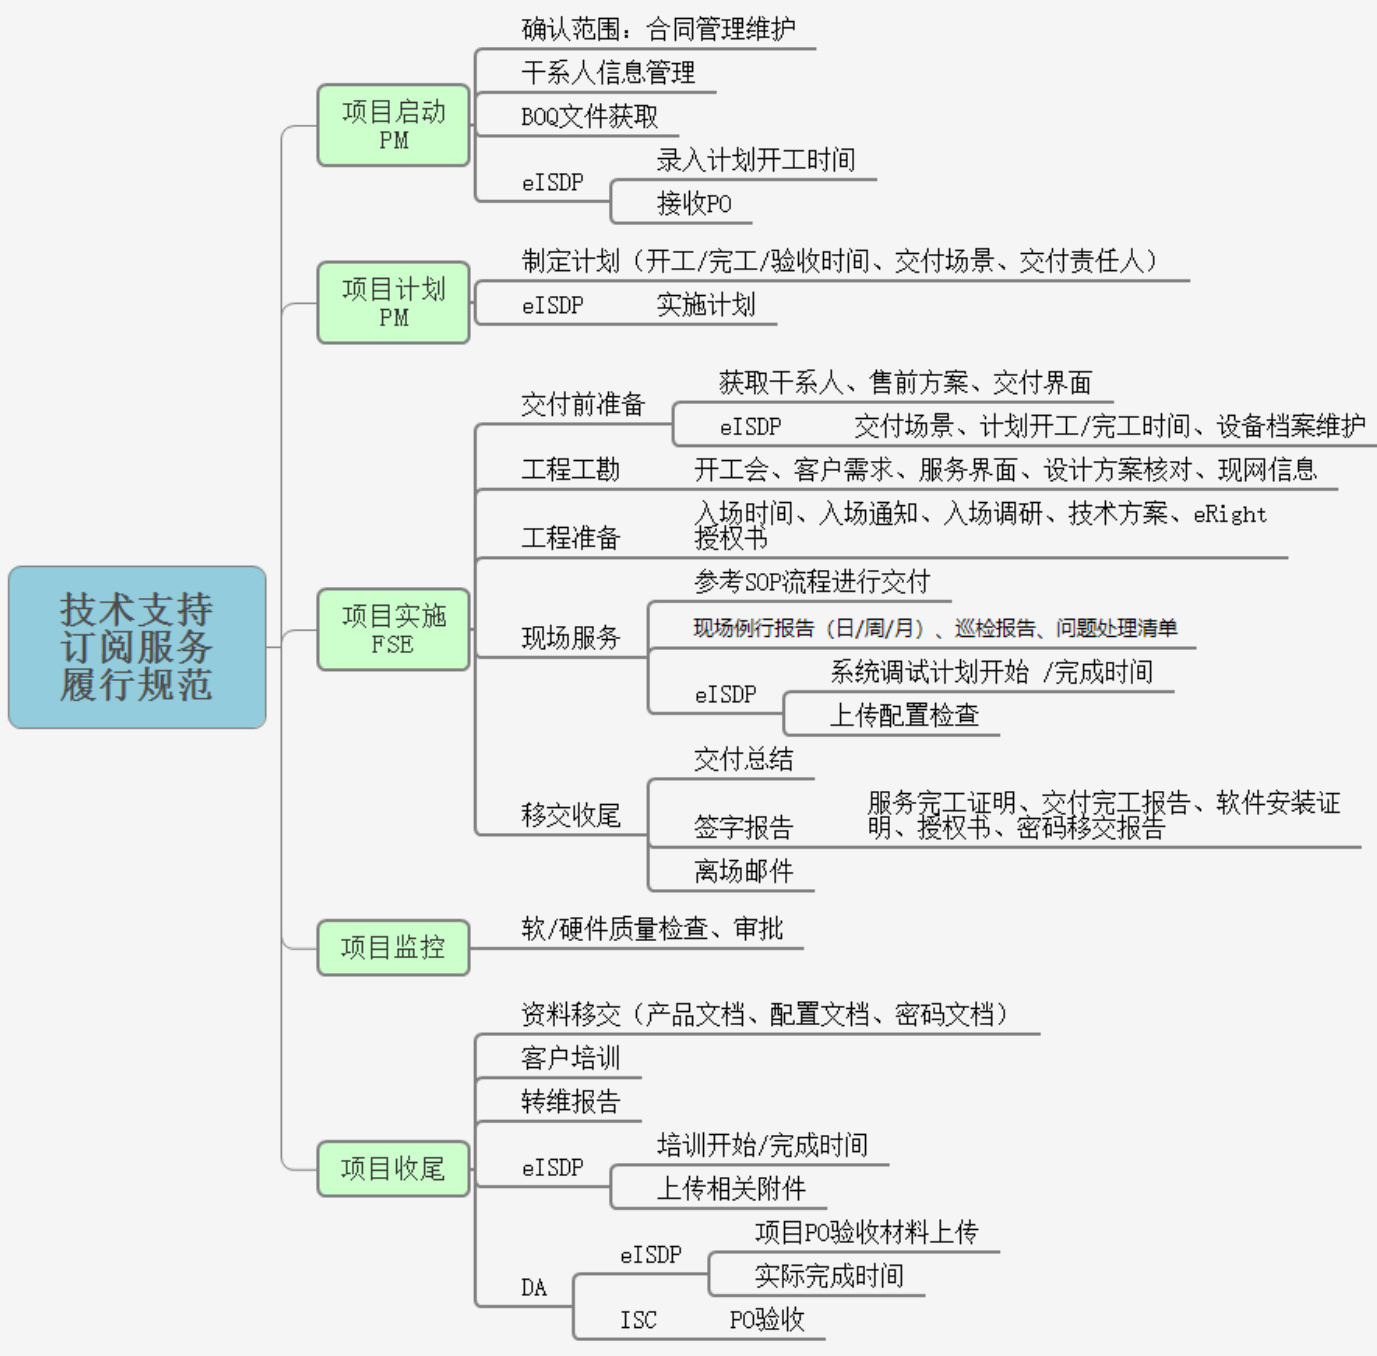 技术支持
订阅服务
履行规范
项目启动
PM
确认范围：合同管理维护
干系人信息管理
BOQ文件获取
eISDP
录入计划开工时间
接收PO
项目计划
PM
制定计划（开工/完工/验收时间、交付场景、交付责任人）
eISDP
实施计划
项目实施
FSE
交付前准备
获取干系人、售前方案、交付界面
eISDP
交付场景、计划开工/完工时间、设备档案维护
工程工勘
开工会、客户需求、服务界面、设计方案核对、现网信息
工程准备
入场时间、入场通知、入场调研、技术方案、eRight
授权书
现场服务
参考SOP流程进行交付
现场例行报告（日/周/月）、巡检报告、问题处理清单
eISDP
系统调试计划开始 /完成时间
上传配置检查
移交收尾
交付总结
签字报告
服务完工证明、交付完工报告、软件安装证
明、授权书、密码移交报告
离场邮件
项目监控
软/硬件质量检查、审批
项目收尾
资料移交（产品文档、配置文档、密码文档）
客户培训
转维报告
eISDP
培训开始/完成时间
上传相关附件
DA
eISDP
项目PO验收材料上传
实际完成时间
ISC
PO验收